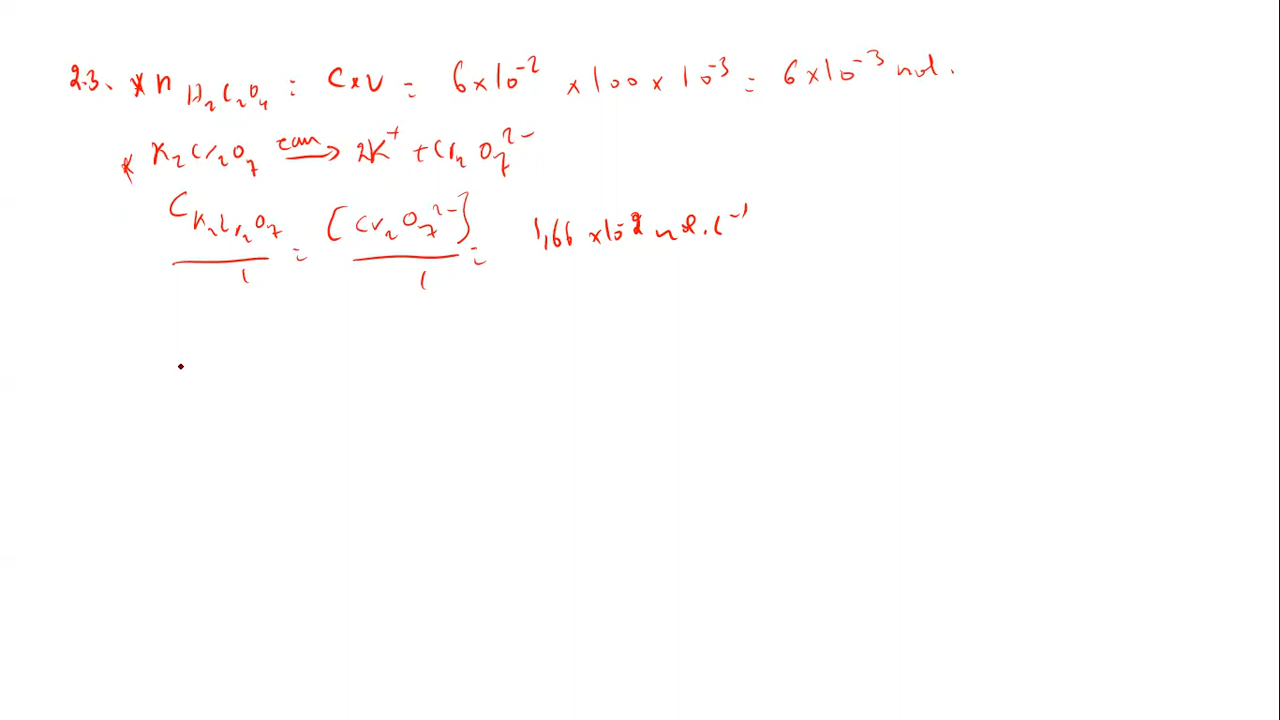 2.3. * n H₂C₂O₄ = C×V = 6×10⁻² ×100×10⁻³ = 6×10⁻³ mol.
* K₂Cr₂O₇ eau → 2K⁺ + Cr₂O₇²⁻
C K₂Cr₂O₇ / 1 = [Cr₂O₇²⁻] / 1 = 1,66 ×10⁻² mol.L⁻¹